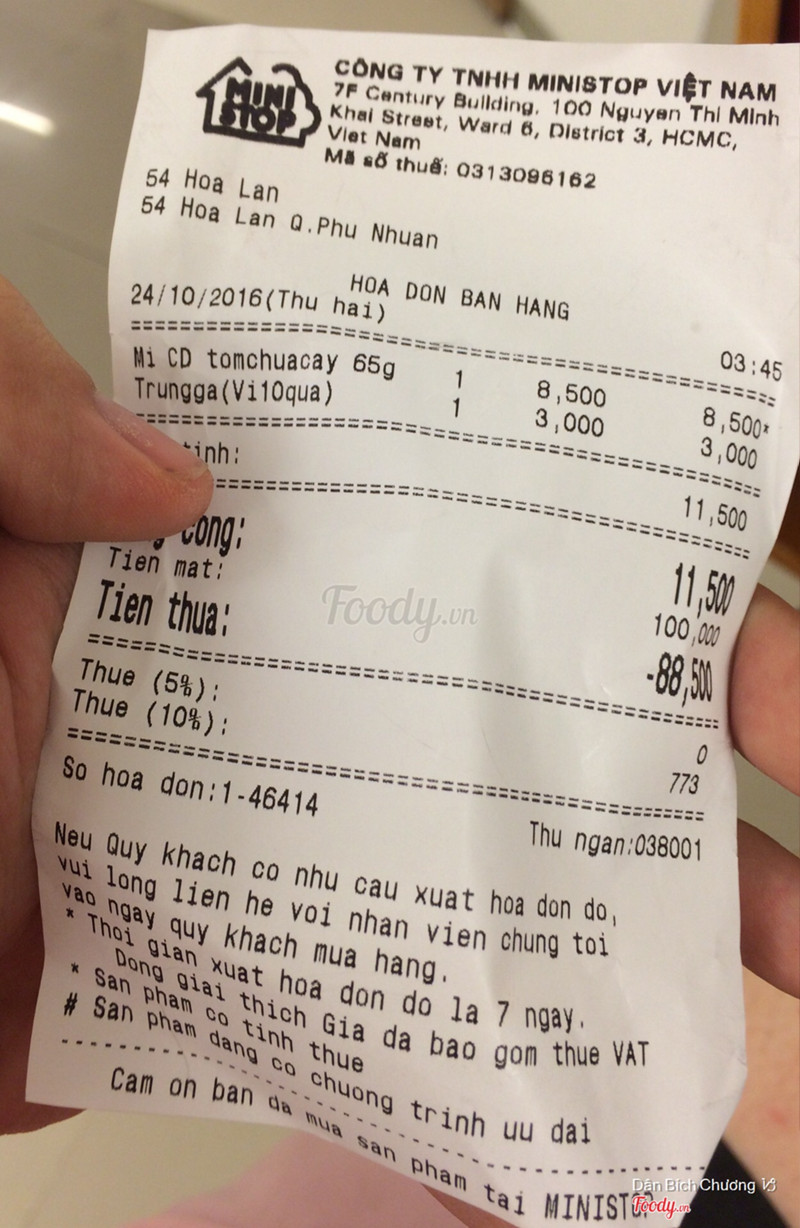 MINI
STOP
CÔNG TY TNHH MINISTOP VIỆT NAM
7F Century Building, 100 Nguyen Thi Minh
Khai Street, Ward 6, District 3, HCMC,
Viet Nam
Mã số thuế: 0313096162
54 Hoa Lan
54 Hoa Lan Q.Phu Nhuan
HOA DON BAN HANG
24/10/2016(Thu hai) 03:45
Mi CD tomchuacay 65g 1 8,500 8,500*
Trungga(Vi10qua) 1 3,000 3,000
tinh: 11,500
cong: 11,500
Tien mat: 100,000
Tien thua: -88,500
Thue (5%): 0
Thue (10%): 773
So hoa don:1-46414 Thu ngan:038001
Neu Quy khach co nhu cau xuat hoa don do,
vui long lien he voi nhan vien chung toi
vao ngay quy khach mua hang.
* Thoi gian xuat hoa don do la 7 ngay.
Dong giai thich Gia da bao gom thue VAT
* San pham co tinh thue
# San pham dang co chuong trinh uu dai
Cam on ban da mua san pham tai MINISTOP
Foody.vn
Dân Bích Chương
Foody.vn